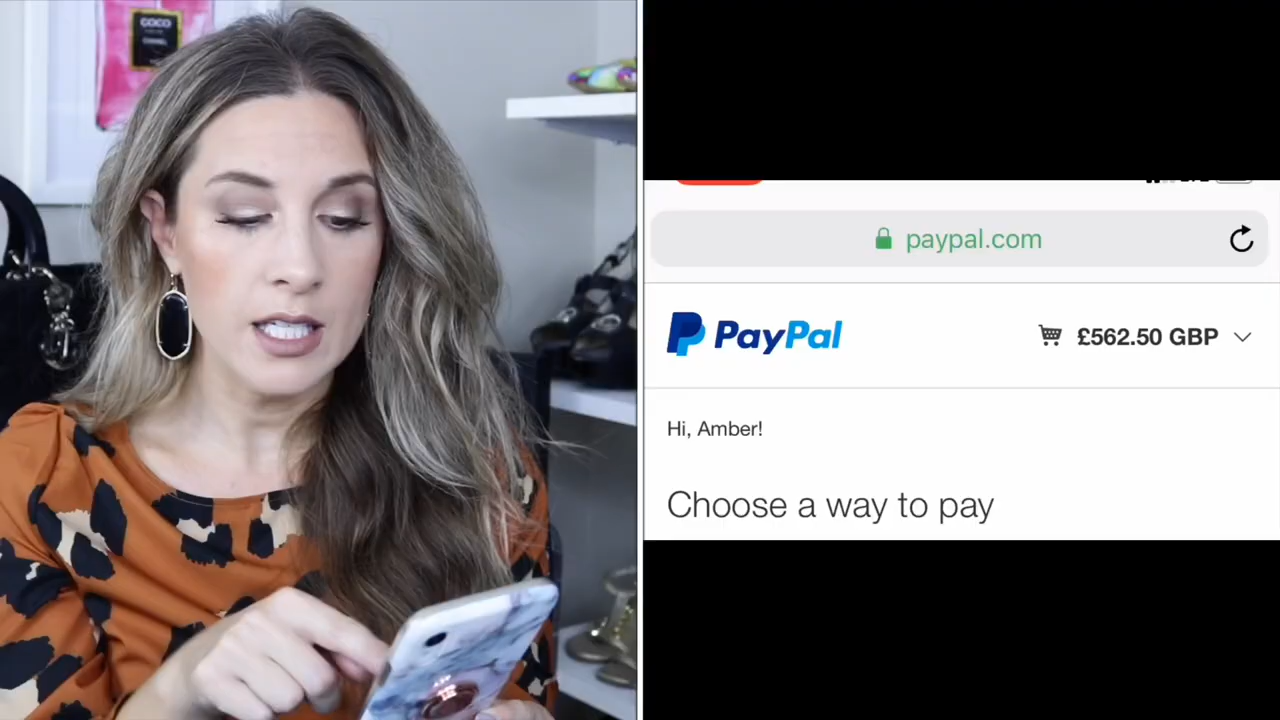 COCO
CHANEL
paypal.com
PayPal
£562.50 GBP
Hi, Amber!
Choose a way to pay